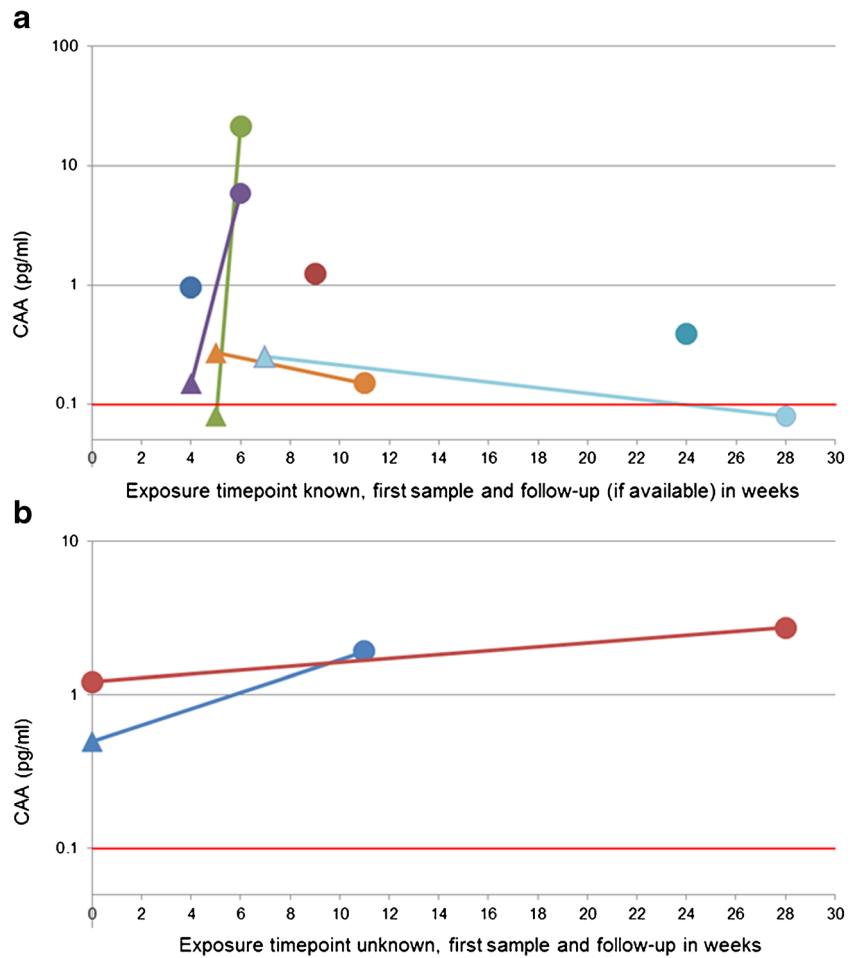 a
100
10
1
0.1
CAA (pg/ml)
0 2 4 6 8 10 12 14 16 18 20 22 24 26 28 30
Exposure timepoint known, first sample and follow-up (if available) in weeks
b
10
1
0.1
CAA (pg/ml)
0 2 4 6 8 10 12 14 16 18 20 22 24 26 28 30
Exposure timepoint unknown, first sample and follow-up in weeks